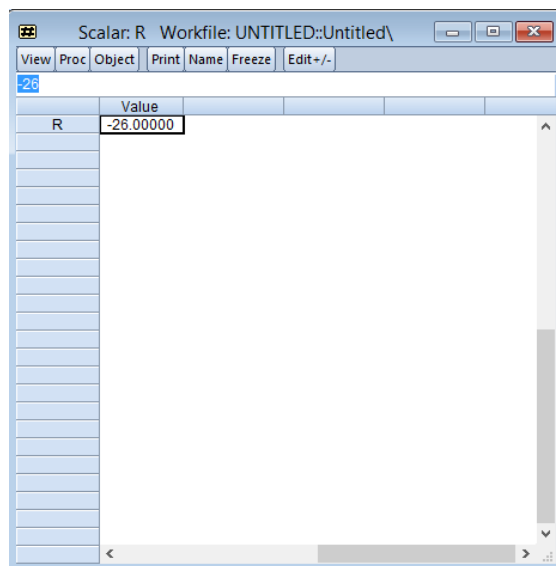 Scalar: R Workfile: UNTITLED::Untitled\
View Proc Object Print Name Freeze Edit+/-
-26
Value
R -26.00000